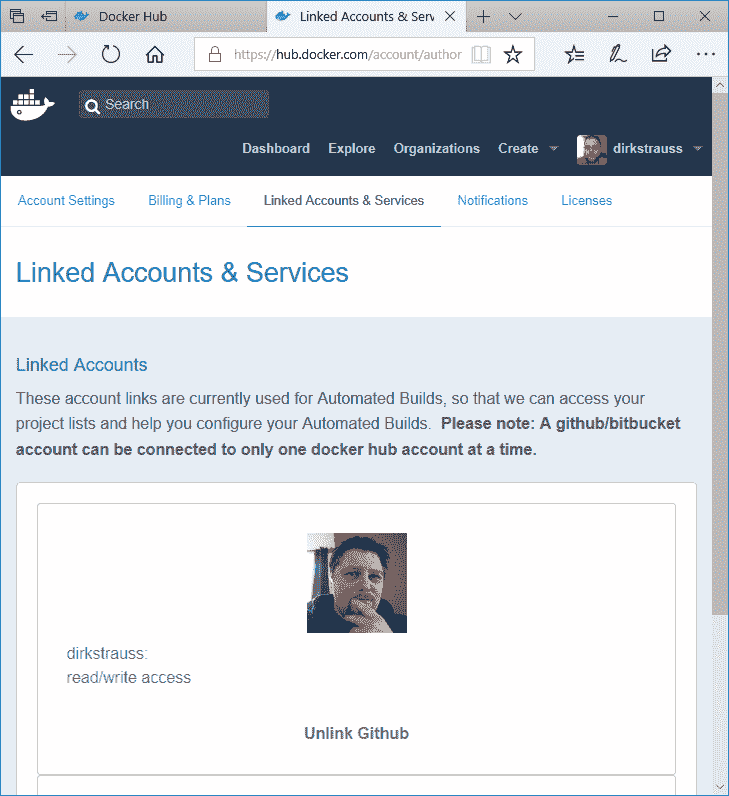 Docker Hub
Linked Accounts & Serv
https://hub.docker.com/account/author
Search
Dashboard Explore Organizations Create dirkstrauss
Account Settings Billing & Plans Linked Accounts & Services Notifications Licenses
Linked Accounts & Services
Linked Accounts
These account links are currently used for Automated Builds, so that we can access your
project lists and help you configure your Automated Builds. Please note: A github/bitbucket
account can be connected to only one docker hub account at a time.
dirkstrauss:
read/write access
Unlink Github